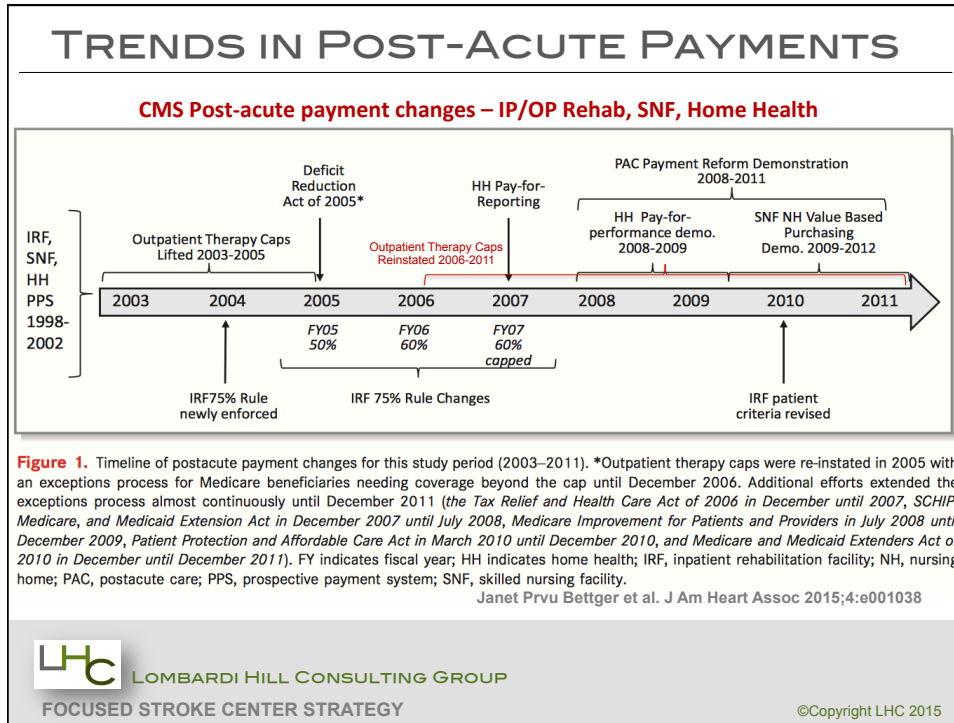 TRENDS IN POST-ACUTE PAYMENTS
CMS Post-acute payment changes – IP/OP Rehab, SNF, Home Health
IRF,
SNF,
HH
PPS
1998-
2002
Outpatient Therapy Caps
Lifted 2003-2005
Deficit
Reduction
Act of 2005*
Outpatient Therapy Caps
Reinstated 2006-2011
HH Pay-for-
Reporting
PAC Payment Reform Demonstration
2008-2011
HH Pay-for-
performance demo.
2008-2009
SNF NH Value Based
Purchasing
Demo. 2009-2012
2003 2004 2005 2006 2007 2008 2009 2010 2011
FY05
50%
FY06
60%
FY07
60%
capped
IRF75% Rule
newly enforced
IRF 75% Rule Changes
IRF patient
criteria revised
Figure 1. Timeline of postacute payment changes for this study period (2003–2011). *Outpatient therapy caps were re-instated in 2005 with
an exceptions process for Medicare beneficiaries needing coverage beyond the cap until December 2006. Additional efforts extended the
exceptions process almost continuously until December 2011 (the Tax Relief and Health Care Act of 2006 in December until 2007, SCHIP
Medicare, and Medicaid Extension Act in December 2007 until July 2008, Medicare Improvement for Patients and Providers in July 2008 unti
December 2009, Patient Protection and Affordable Care Act in March 2010 until December 2010, and Medicare and Medicaid Extenders Act o
2010 in December until December 2011). FY indicates fiscal year; HH indicates home health; IRF, inpatient rehabilitation facility; NH, nursing
home; PAC, postacute care; PPS, prospective payment system; SNF, skilled nursing facility.
Janet Prvu Bettger et al. J Am Heart Assoc 2015;4:e001038
LHC
LOMBARDI HILL CONSULTING GROUP
FOCUSED STROKE CENTER STRATEGY
©Copyright LHC 2015